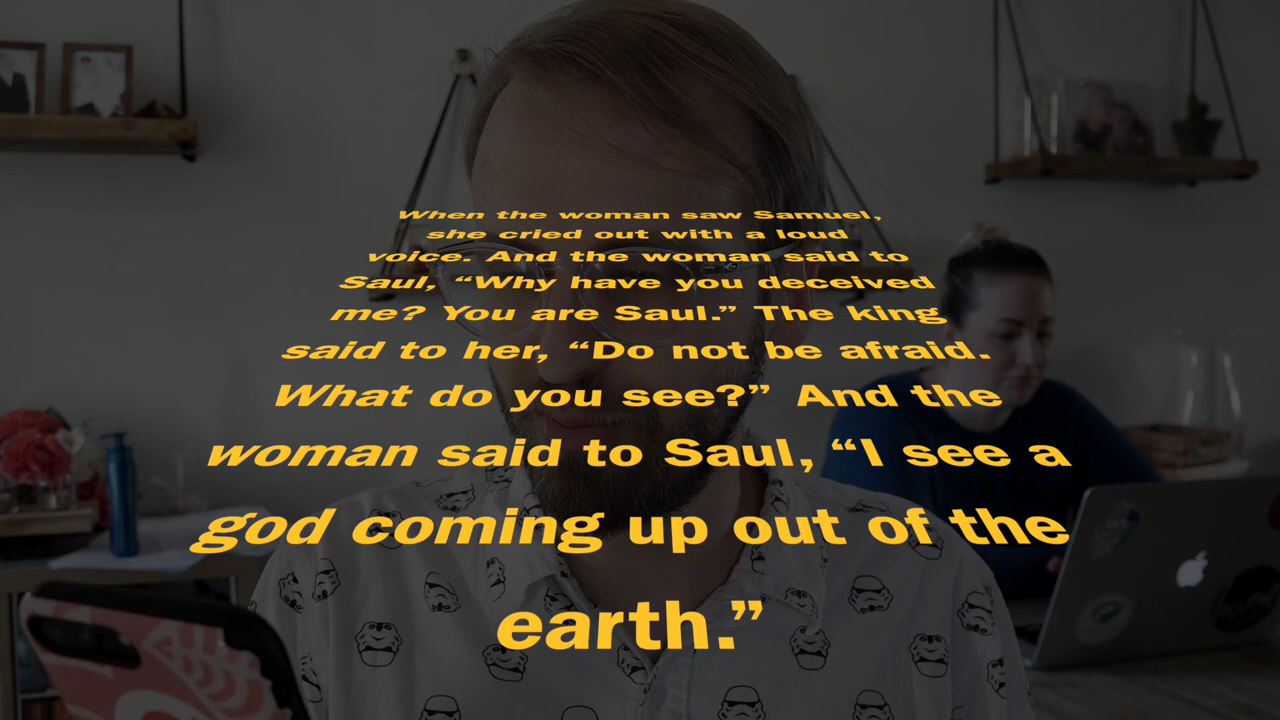 When the woman saw Samuel,
she cried out with a loud
voice. And the woman said to
Saul, “Why have you deceived
me? You are Saul.” The king
said to her, “Do not be afraid.
What do you see?” And the
woman said to Saul, “I see a
god coming up out of the
earth.”